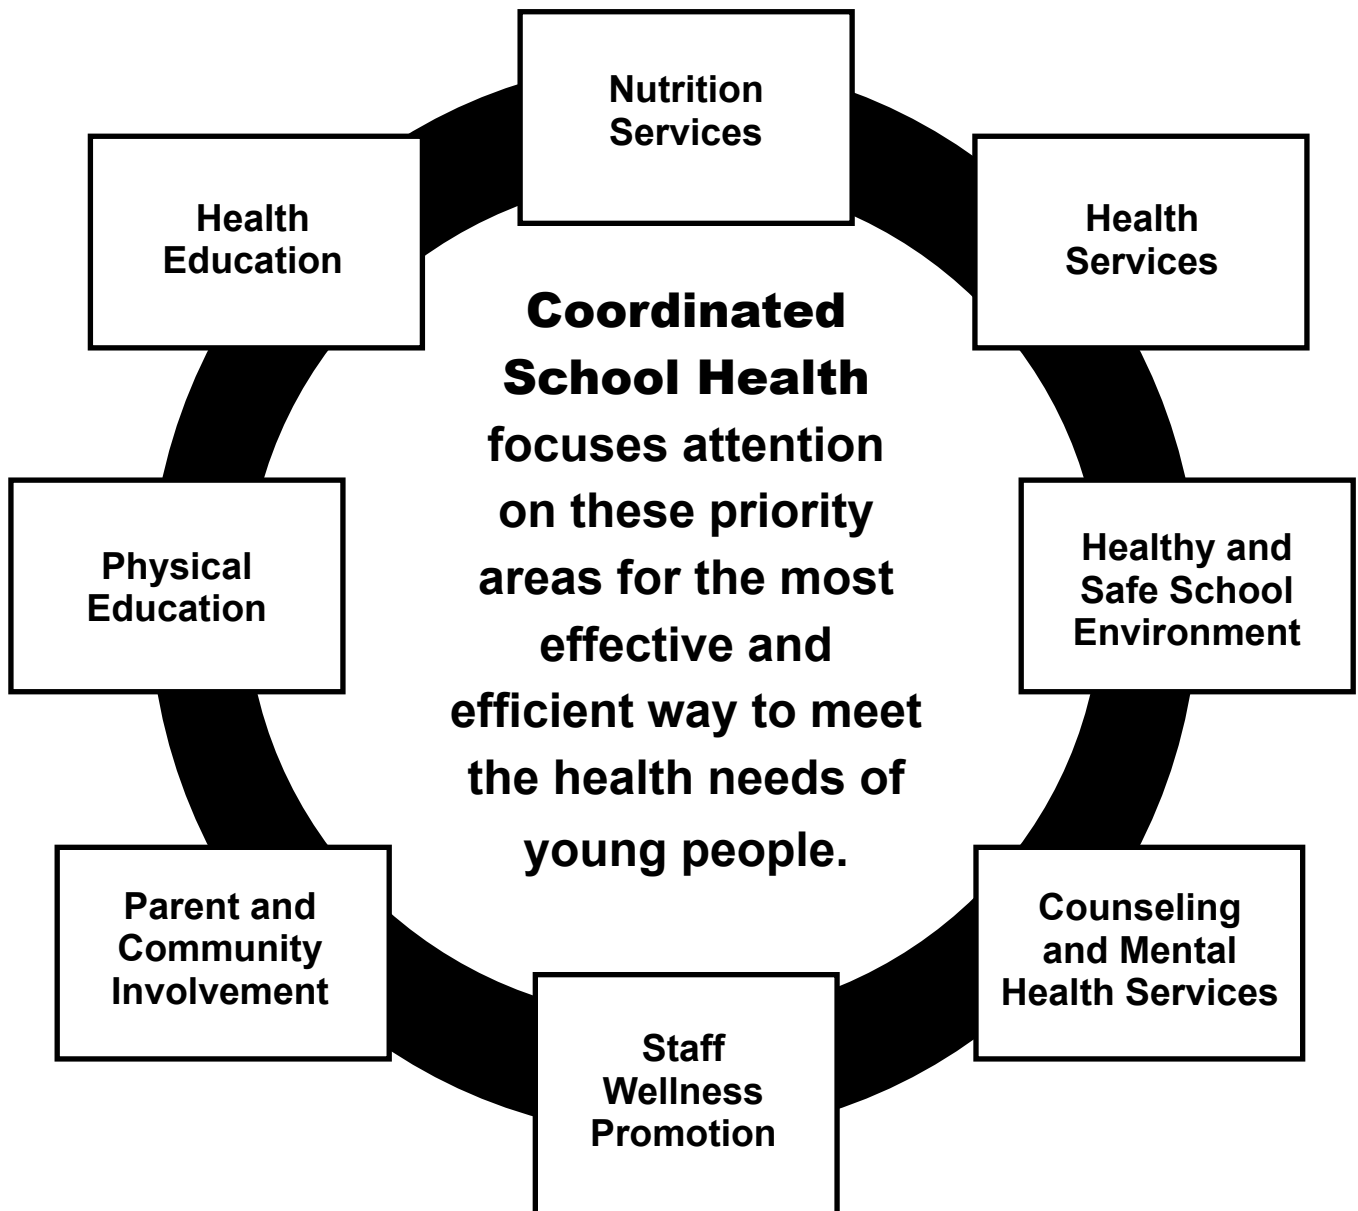 Nutrition
Services
Health
Education
Health
Services
Coordinated
School Health
focuses attention
on these priority
areas for the most
effective and
efficient way to meet
the health needs of
young people.
Physical
Education
Healthy and
Safe School
Environment
Parent and
Community
Involvement
Counseling
and Mental
Health Services
Staff
Wellness
Promotion